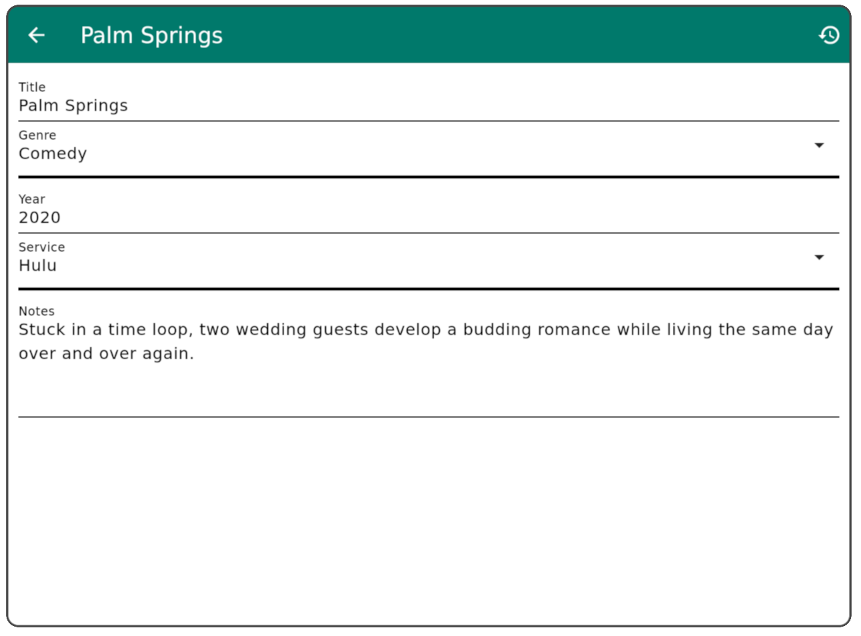 Palm Springs
Title
Palm Springs
Genre
Comedy
Year
2020
Service
Hulu
Notes
Stuck in a time loop, two wedding guests develop a budding romance while living the same day
over and over again.